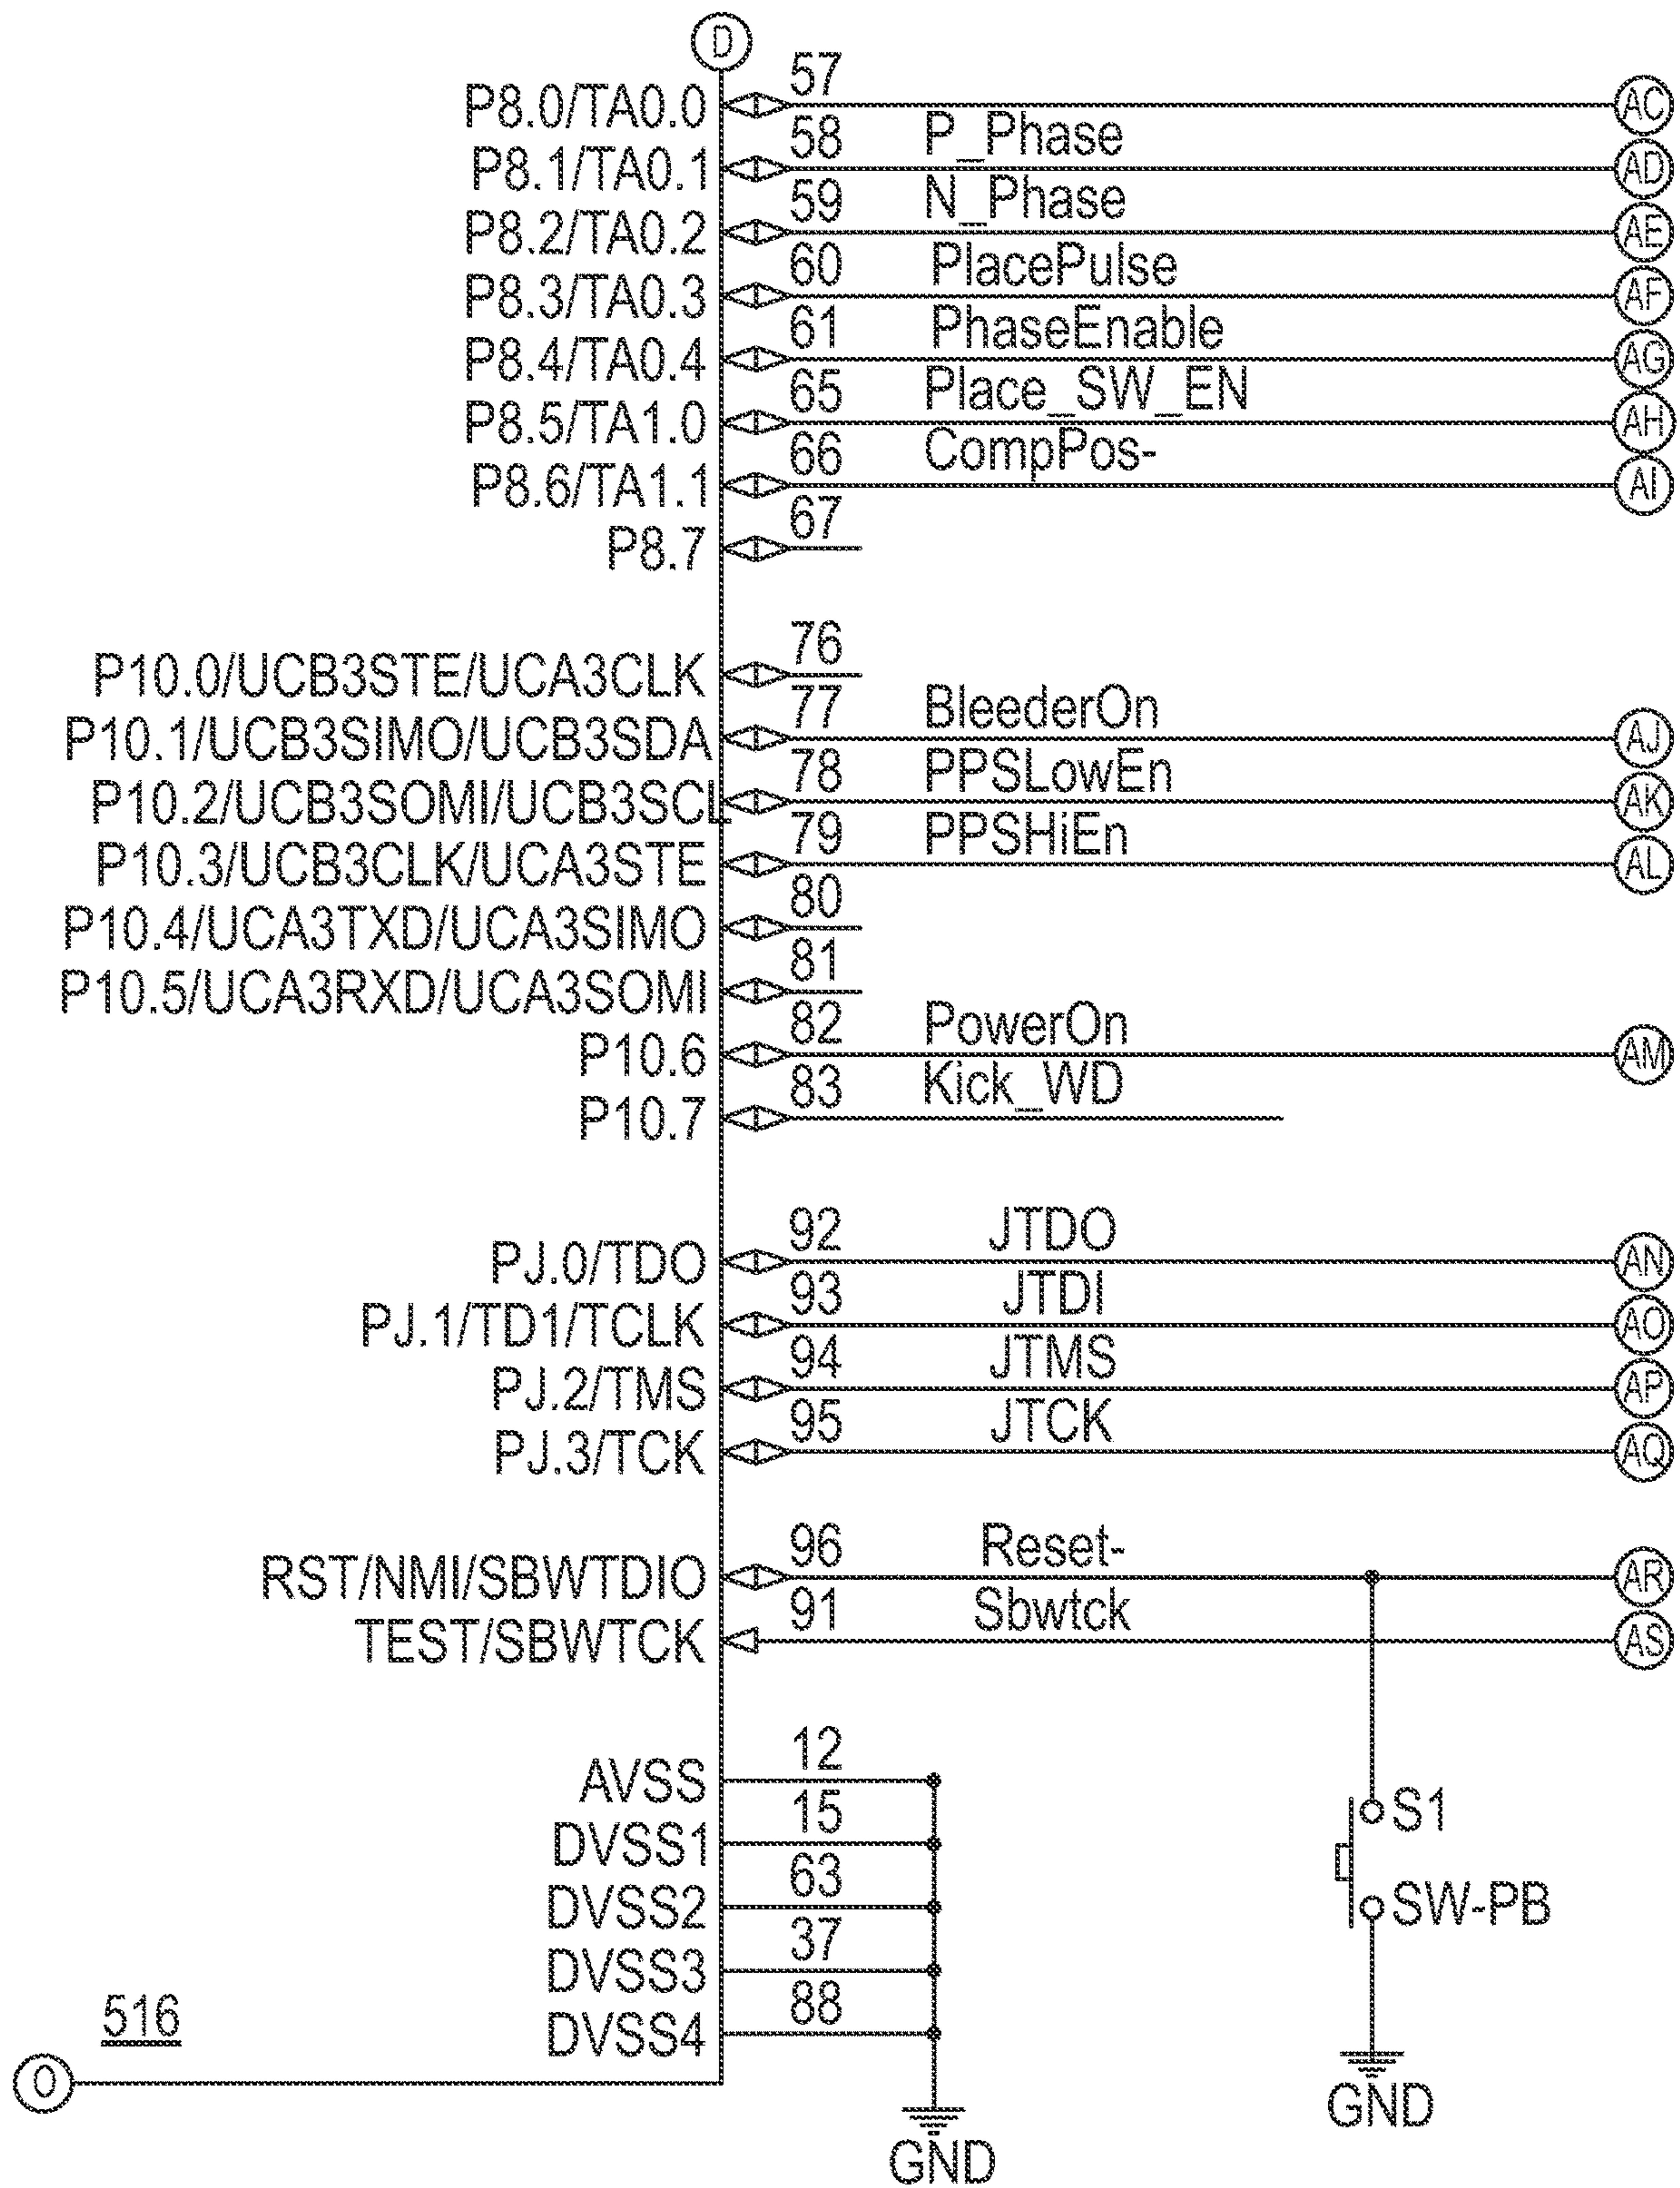 D
P8.0/TA0.0 57 AC
P8.1/TA0.1 58 P_Phase AD
P8.2/TA0.2 59 N_Phase AE
P8.3/TA0.3 60 PlacePulse AF
P8.4/TA0.4 61 PhaseEnable AG
P8.5/TA1.0 65 Place_SW_EN AH
P8.6/TA1.1 66 CompPos- AI
P8.7 67
P10.0/UCB3STE/UCA3CLK 76
P10.1/UCB3SIMO/UCB3SDA 77 BleederOn AJ
P10.2/UCB3SOMI/UCB3SCL 78 PPSLowEn AK
P10.3/UCB3CLK/UCA3STE 79 PPSHiEn AL
P10.4/UCA3TXD/UCA3SIMO 80
P10.5/UCA3RXD/UCA3SOMI 81
P10.6 82 PowerOn AM
P10.7 83 Kick_WD
PJ.0/TDO 92 JTDO AN
PJ.1/TD1/TCLK 93 JTDI AO
PJ.2/TMS 94 JTMS AP
PJ.3/TCK 95 JTCK AQ
RST/NMI/SBWTDIO 96 Reset- AR
TEST/SBWTCK 91 Sbwtck AS
AVSS 12
DVSS1 15 S1
DVSS2 63 SW-PB
DVSS3 37
DVSS4 88
516
O
GND
GND